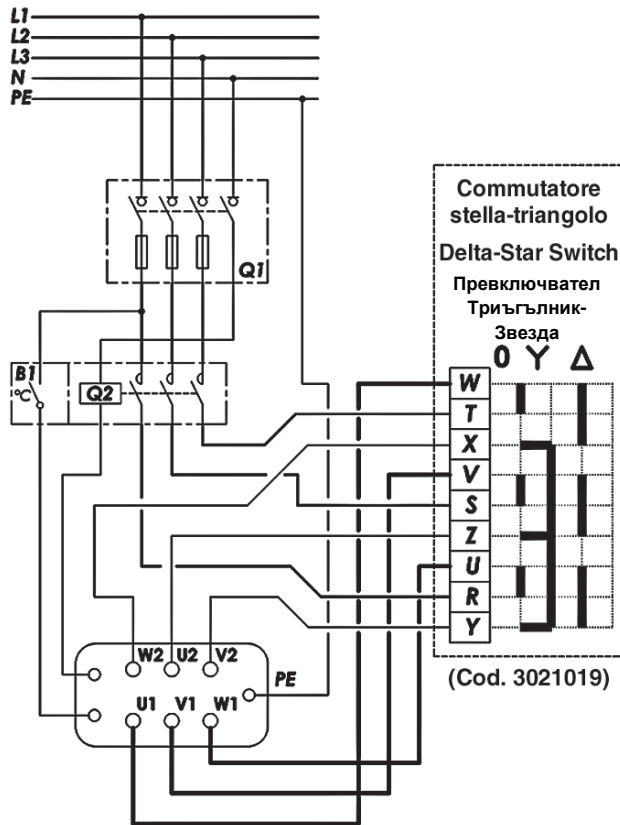 L1
L2
L3
N
PE
Q1
B1
°C
Q2
Commutatore
stella-triangolo
Delta-Star Switch
Превключвател
Триъгълник-
Звезда
0 Y Δ
W
T
X
V
S
Z
U
R
Y
(Cod. 3021019)
W2 U2 V2
PE
U1 V1 W1